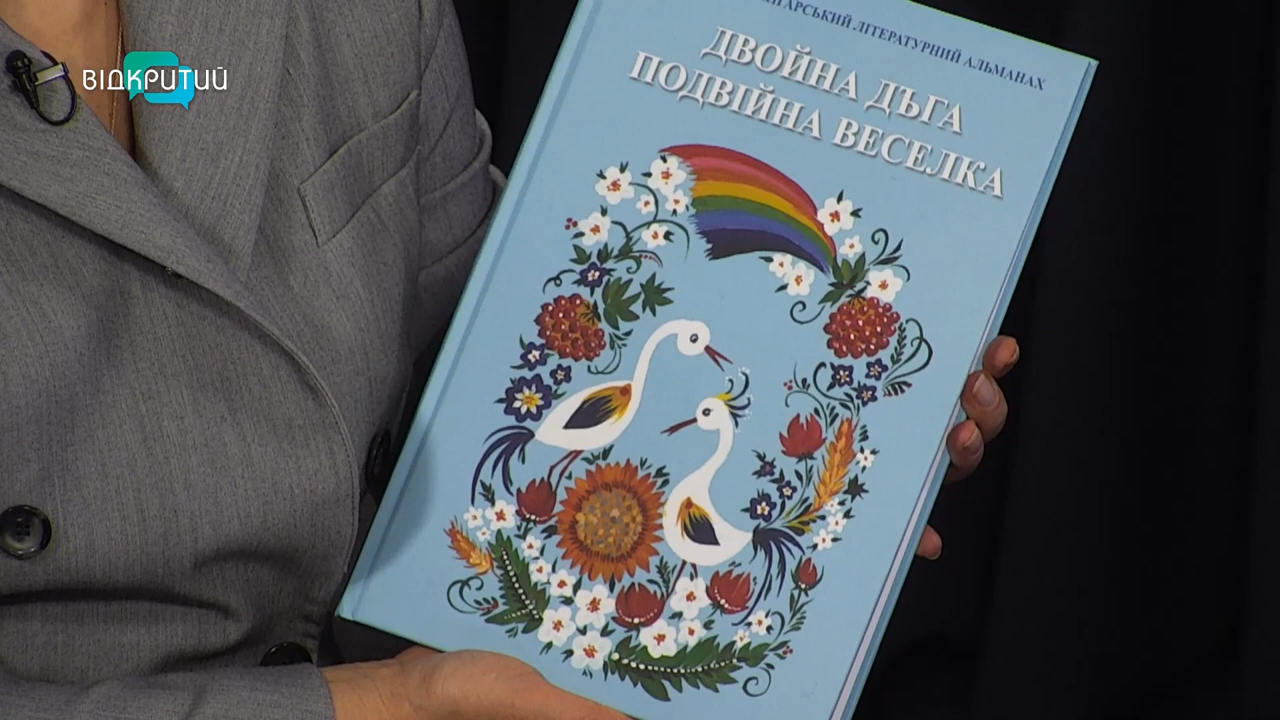 ВІДКРИТИЙ
ЛІТЕРАТУРНИЙ АЛЬМАНАХ
ДВОЙНА ДЪГА
ПОДВІЙНА ВЕСЕЛКА